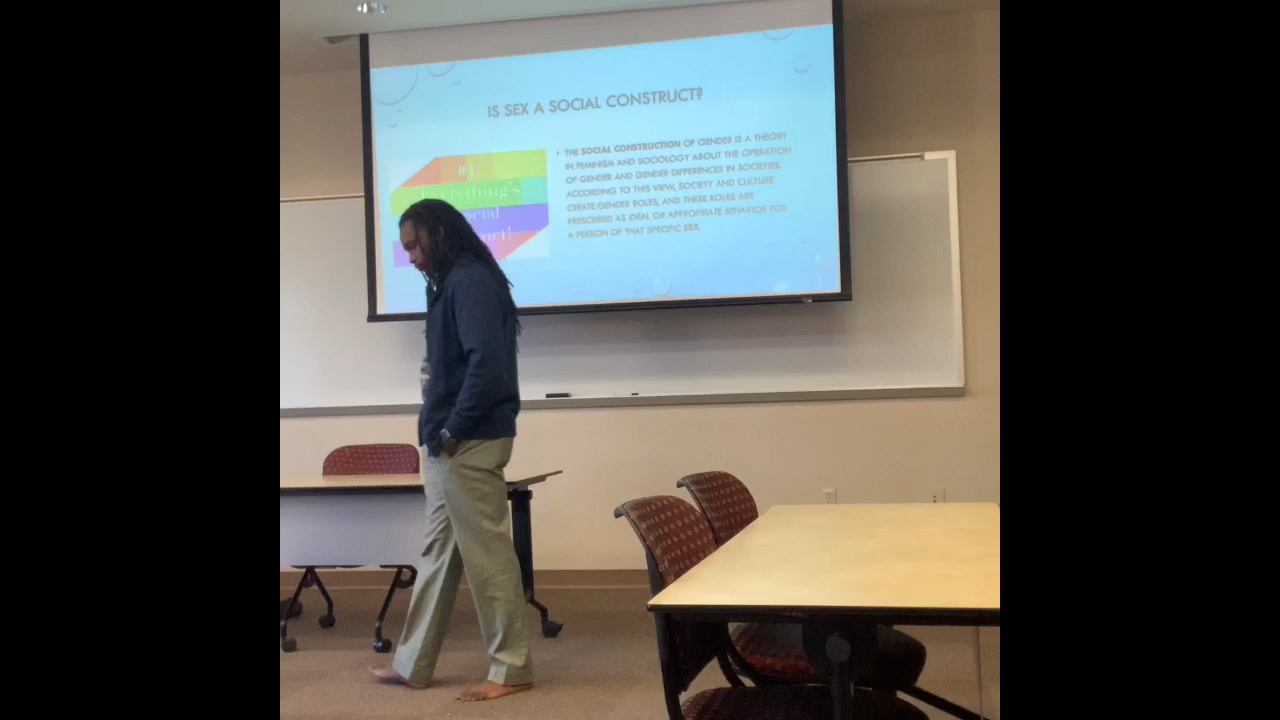 IS SEX A SOCIAL CONSTRUCT?
#1
THE SOCIAL CONSTRUCTION OF GENDER IS A THEORY
IN FEMINISM AND SOCIOLOGY ABOUT THE OPERATION
OF GENDER AND GENDER DIFFERENCES IN SOCIETIES.
ACCORDING TO THIS VIEW, SOCIETY AND CULTURE
CREATE GENDER ROLES, AND THESE ROLES ARE
PRESCRIBED AS IDEAL OR APPROPRIATE BEHAVIOR FOR
A PERSON OF THAT SPECIFIC SEX.